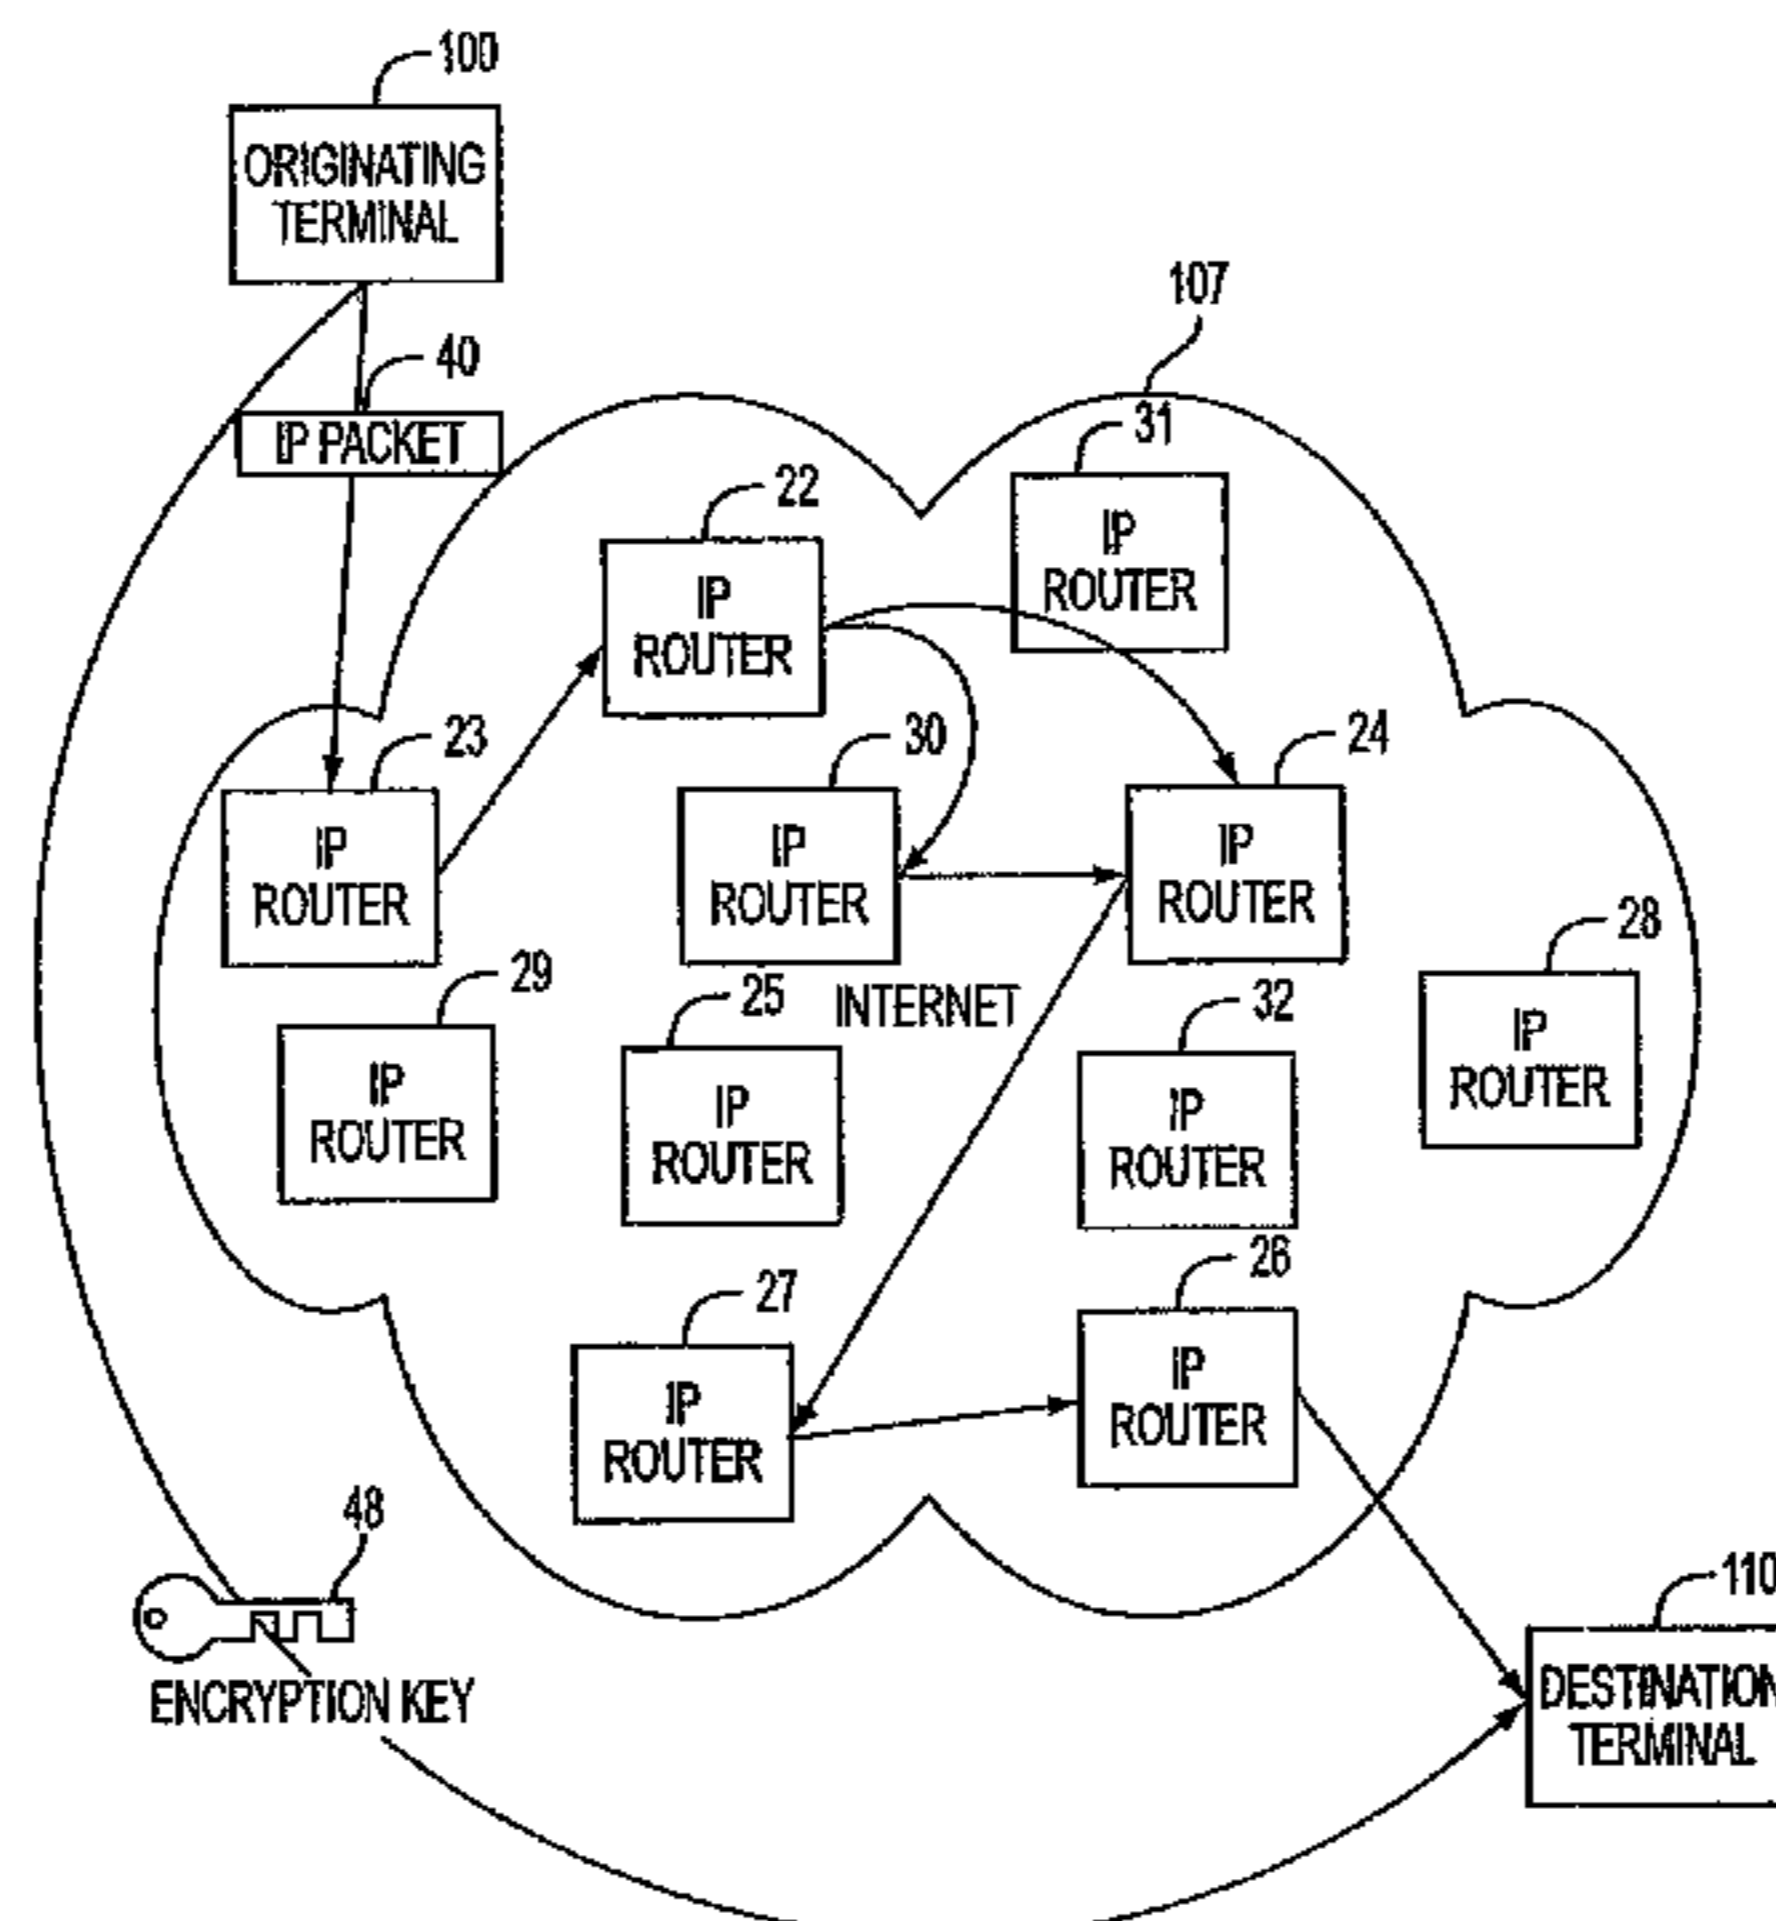 100
ORIGINATING
TERMINAL
107
40
IP PACKET
31
IP
ROUTER
22
IP
ROUTER
23
IP
ROUTER
30
IP
ROUTER
24
IP
ROUTER
28
IP
ROUTER
29
IP
ROUTER
25
IP
ROUTER
INTERNET
32
IP
ROUTER
27
IP
ROUTER
26
IP
ROUTER
48
ENCRYPTION KEY
110
DESTINATION
TERMINAL